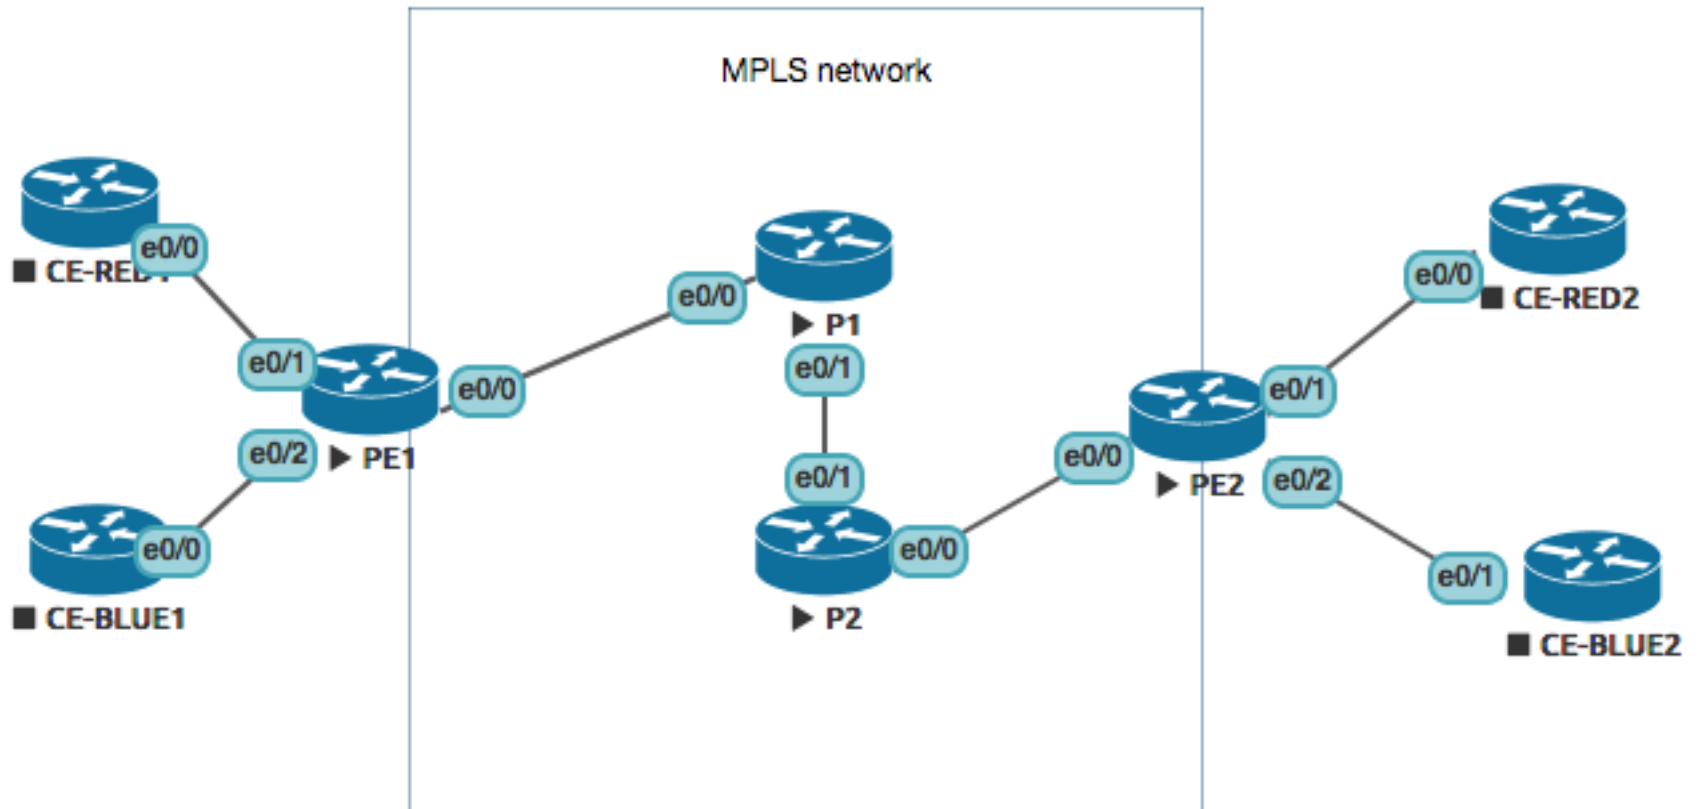 MPLS network
e0/0
CE-RED1
e0/1
e0/0
PE1
e0/2
e0/0
CE-BLUE1
e0/0
P1
e0/1
e0/1
P2
e0/0
e0/0
PE2
e0/1
e0/0
CE-RED2
e0/2
e0/1
CE-BLUE2